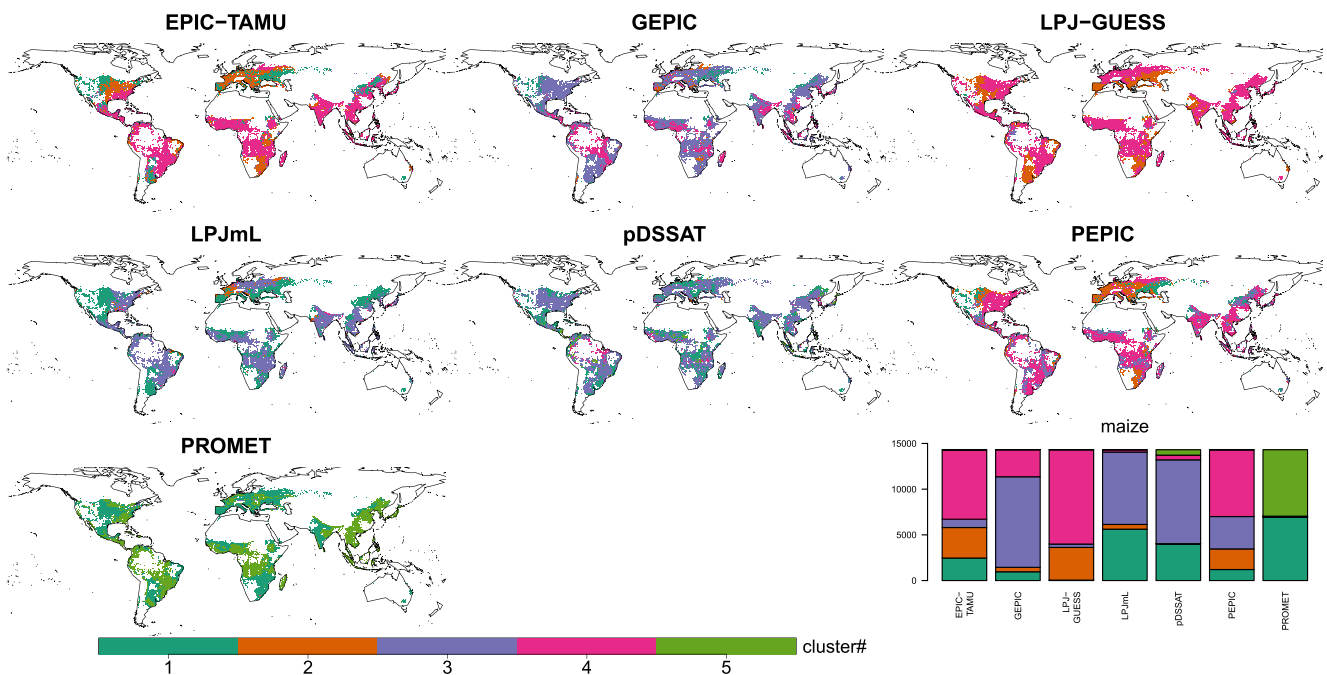 EPIC−TAMU
GEPIC
LPJ−GUESS
LPJmL
pDSSAT
PEPIC
PROMET
maize
15000
10000
5000
0
EPIC−
TAMU
GEPIC
LPJ−
GUESS
LPJmL
pDSSAT
PEPIC
PROMET
cluster#
1 2 3 4 5